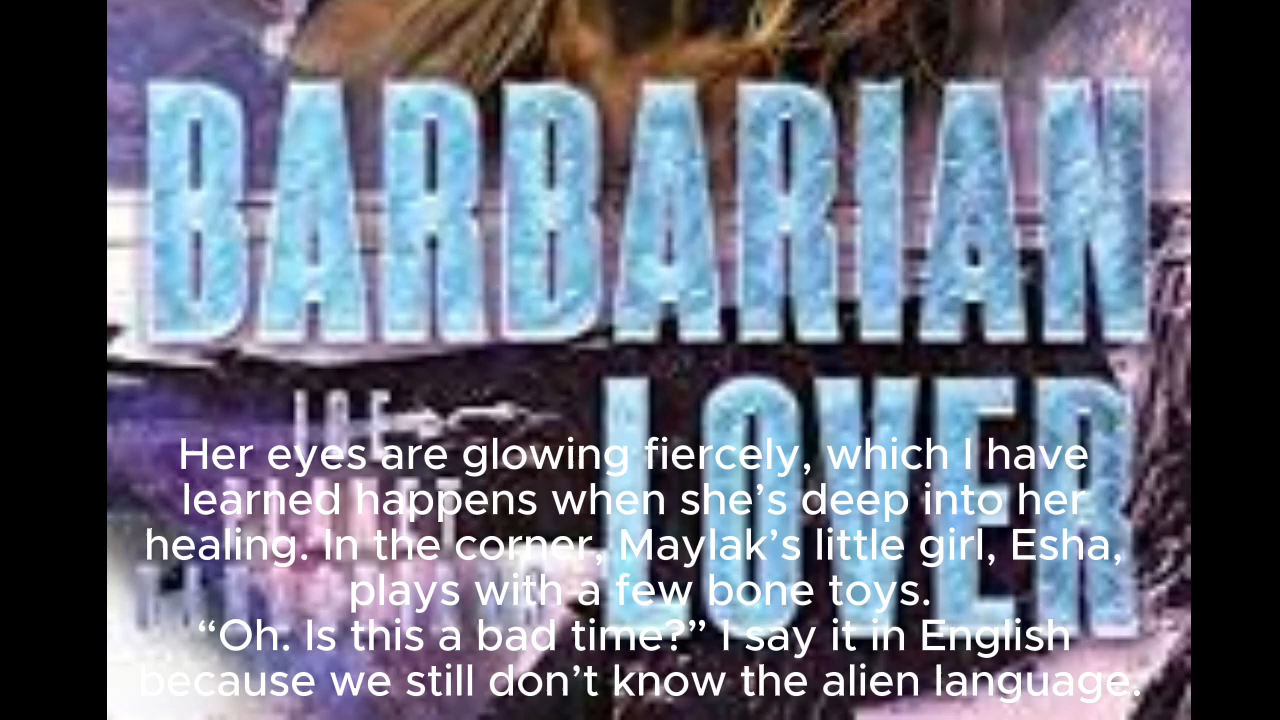 BARBARIAN
LOVER
ICE
PLANET
Her eyes are glowing fiercely, which I have
learned happens when she’s deep into her
healing. In the corner, Maylak’s little girl, Esha,
plays with a few bone toys.
“Oh. Is this a bad time?” I say it in English
because we still don’t know the alien language.